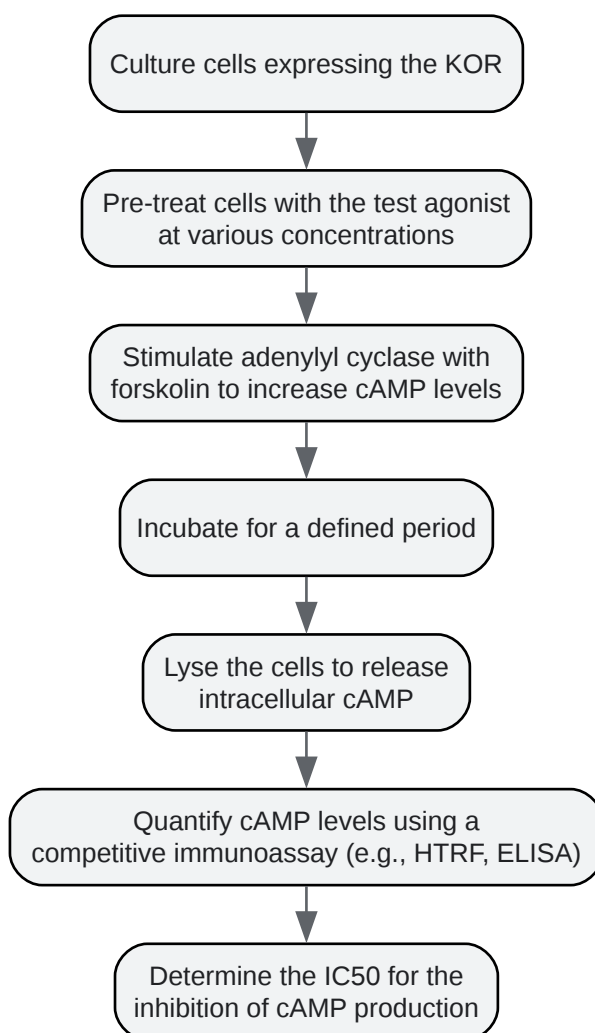 Culture cells expressing the KOR
Pre-treat cells with the test agonist
at various concentrations
Stimulate adenylyl cyclase with
forskolin to increase cAMP levels
Incubate for a defined period
Lyse the cells to release
intracellular cAMP
Quantify cAMP levels using a
competitive immunoassay (e.g., HTRF, ELISA)
Determine the IC50 for the
inhibition of cAMP production